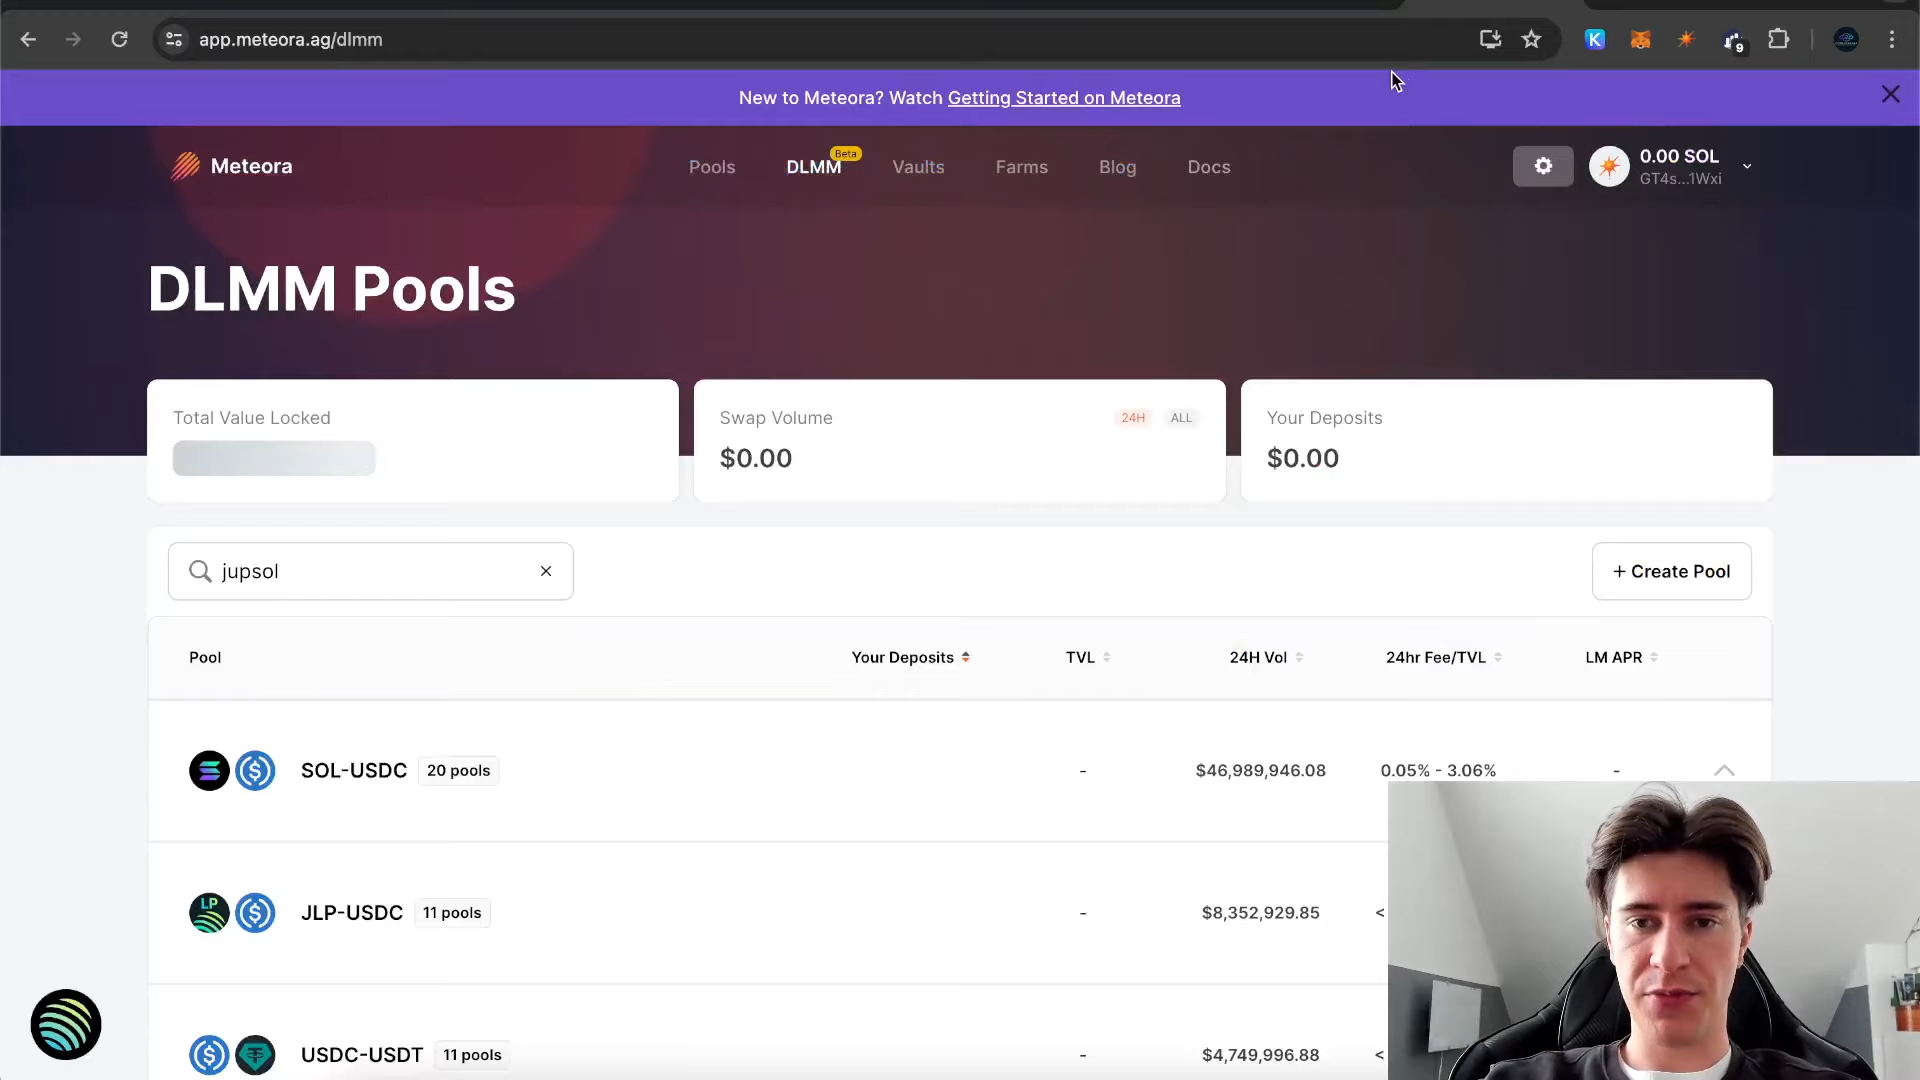 app.meteora.ag/dlmm
K
9
New to Meteora? Watch Getting Started on Meteora
Meteora
Pools
DLMM
Beta
Vaults
Farms
Blog
Docs
0.00 SOL
GT4s...1Wxi
DLMM Pools
Total Value Locked
Swap Volume
24H
ALL
$0.00
Your Deposits
$0.00
jupsol
+ Create Pool
Pool
Your Deposits
TVL
24H Vol
24hr Fee/TVL
LM APR
SOL-USDC
20 pools
-
$46,989,946.08
0.05% - 3.06%
-
LP
JLP-USDC
11 pools
-
$8,352,929.85
<
USDC-USDT
11 pools
-
$4,749,996.88
<